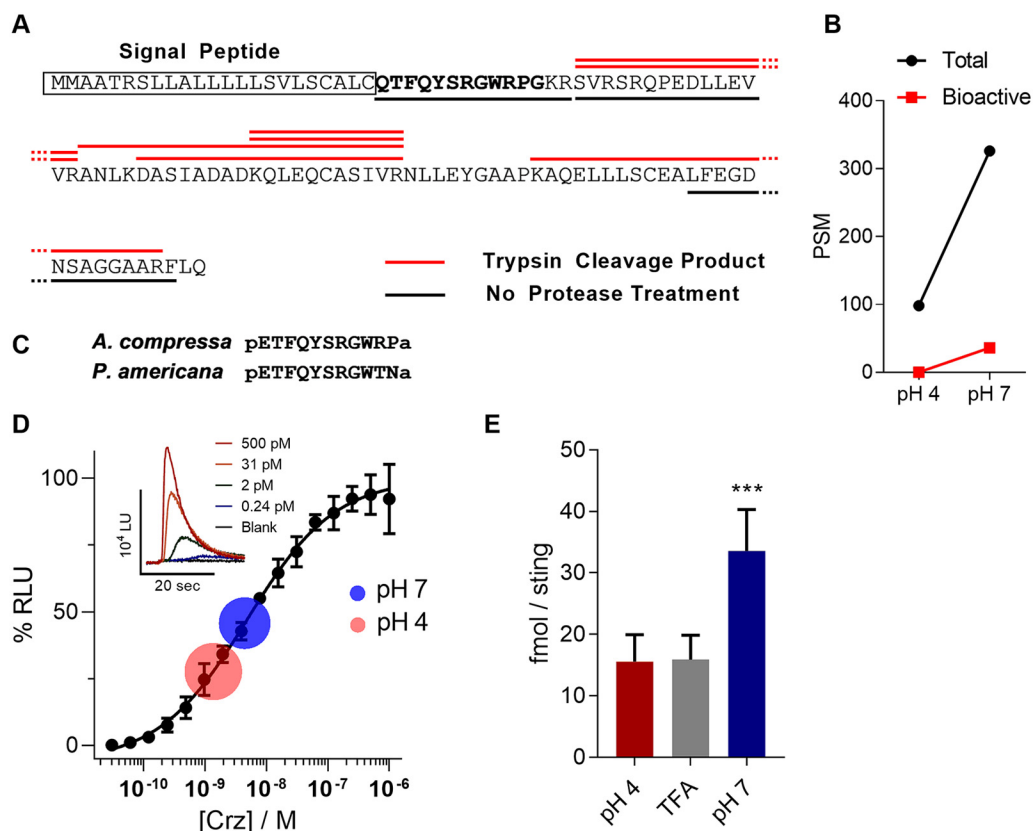 A
Signal Peptide
MMAATRSLLALLLLLSVLSCALCQTFQYSRGWRPGKRSVRSRQPEDLLEV
VRANLKDASIADADKQLEQCASIVRNLLEYGAAPKAQELLLSCEALFEGD
NSAGGAARFLQ
Trypsin Cleavage Product
No Protease Treatment
B
Total
Bioactive
400
300
200
100
0
PSM
pH 4 pH 7
C
A. compressa pETFQYSRGWRPa
P. americana pETFQYSRGWTNa
D
500 pM
31 pM
2 pM
0.24 pM
Blank
10⁴ LU
20 sec
100
50
0
% RLU
pH 7
pH 4
10⁻¹⁰ 10⁻⁹ 10⁻⁸ 10⁻⁷ 10⁻⁶
[Crz] / M
E
50
40
30
20
10
0
fmol / sting
***
pH 4 TFA pH 7